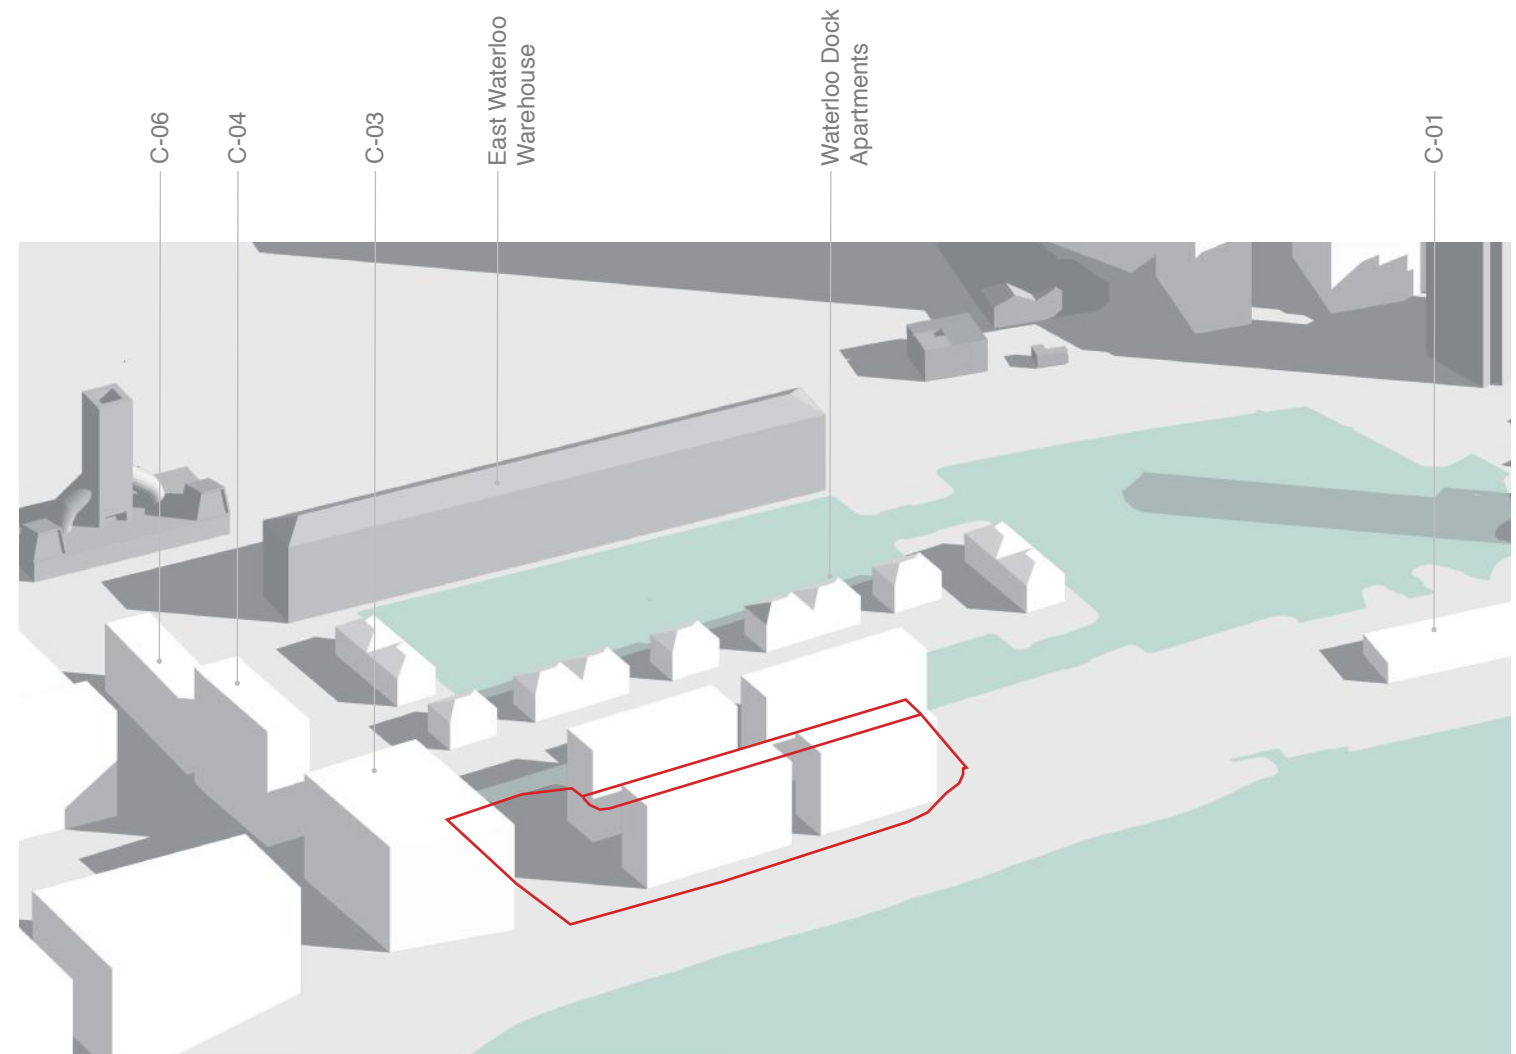 C-06
C-04
C-03
East Waterloo
Warehouse
Waterloo Dock
Apartments
C-01